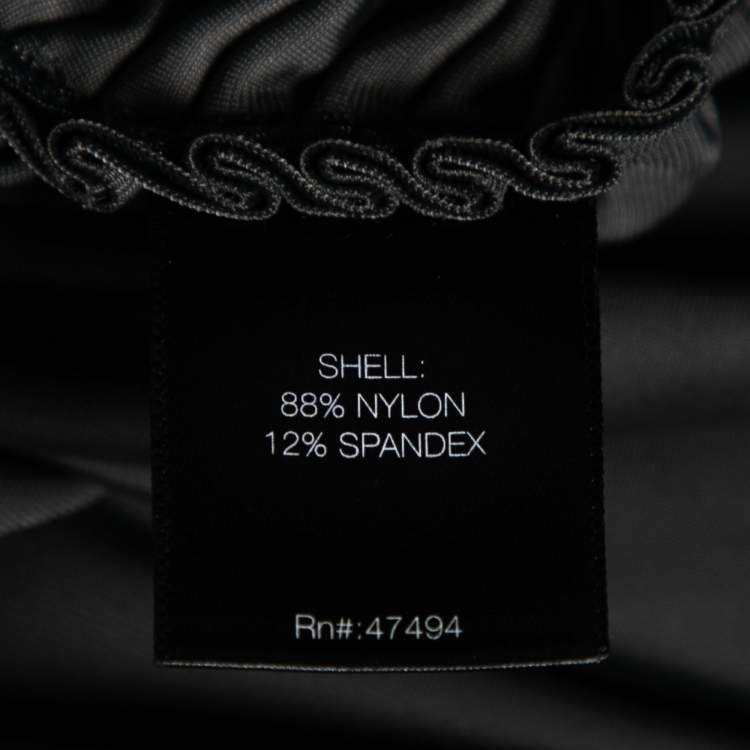 SHELL:
88% NYLON
12% SPANDEX
Rn#:47494